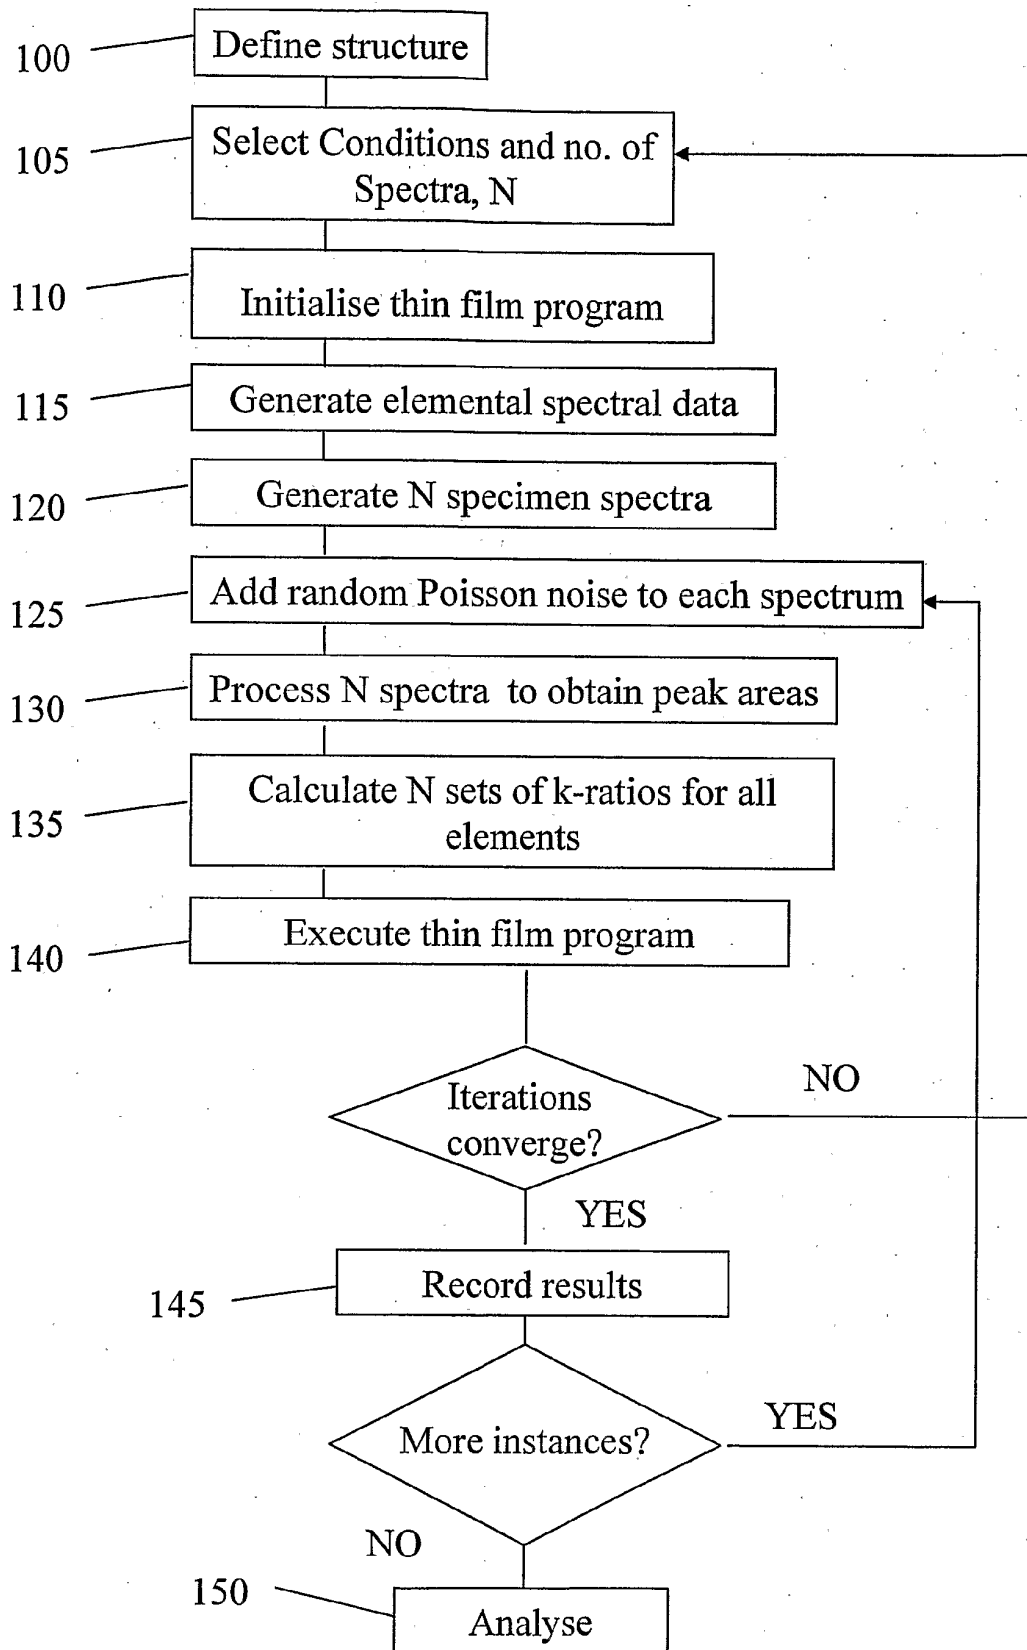 100
Define structure
105
Select Conditions and no. of
Spectra, N
110
Initialise thin film program
115
Generate elemental spectral data
120
Generate N specimen spectra
125
Add random Poisson noise to each spectrum
130
Process N spectra to obtain peak areas
135
Calculate N sets of k-ratios for all
elements
140
Execute thin film program
Iterations
converge?
NO
YES
145
Record results
More instances?
YES
NO
150
Analyse